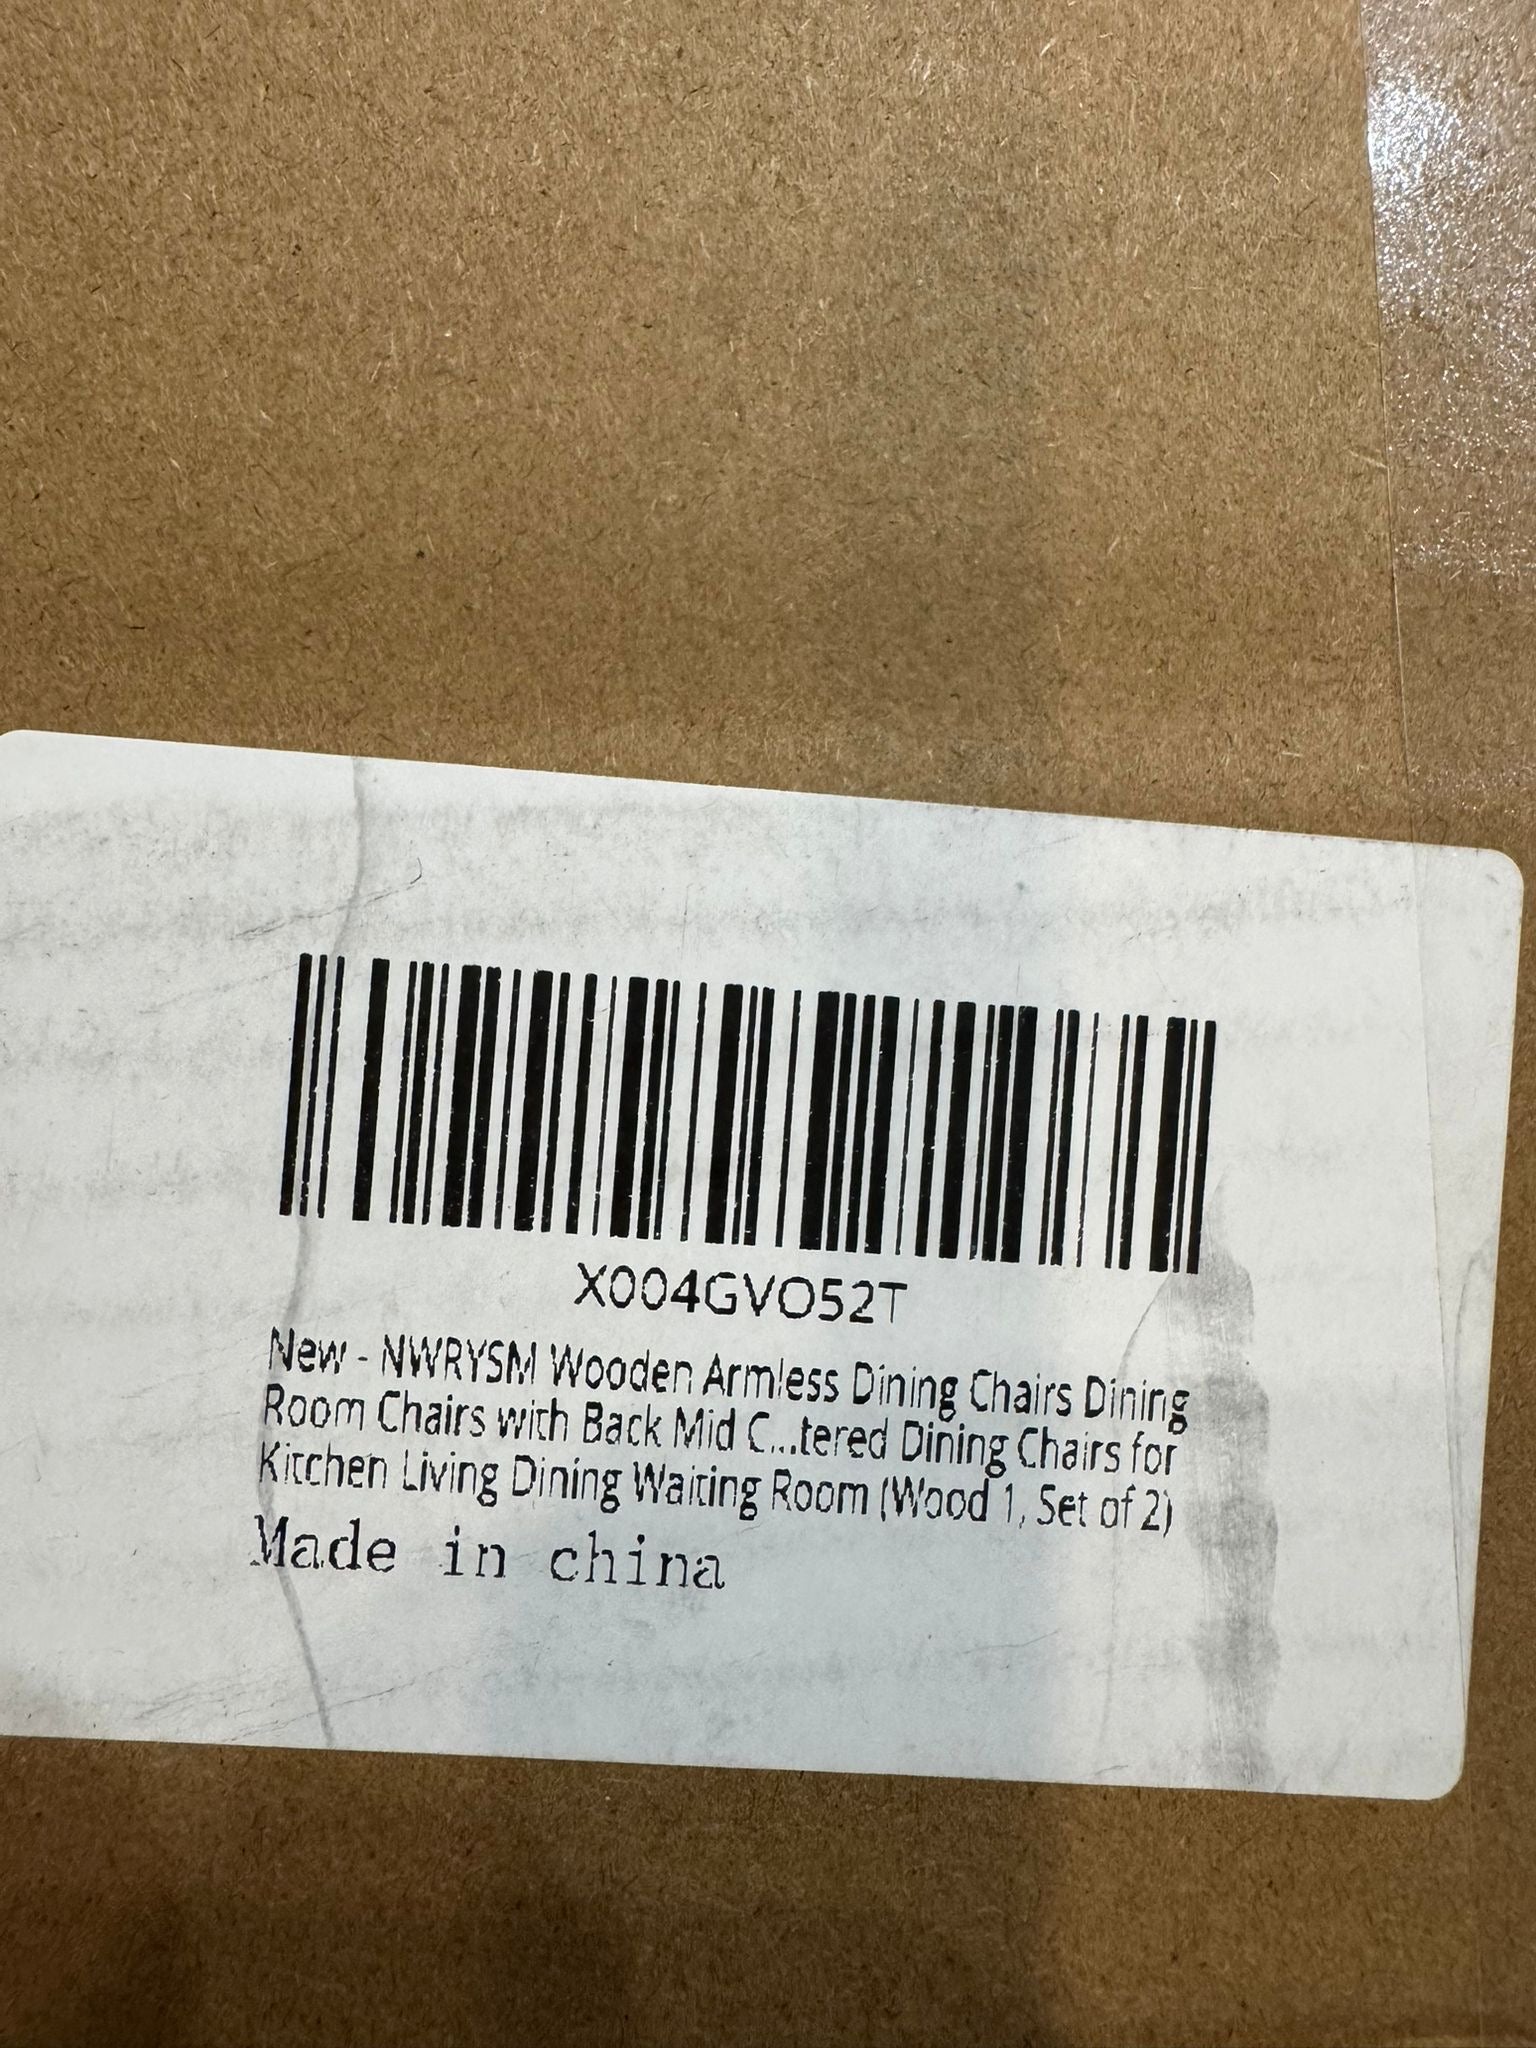 X004GVO52T
New - NWRYSM Wooden Armless Dining Chairs Dining
Room Chairs with Back Mid C...tered Dining Chairs for
Kitchen Living Dining Waiting Room (Wood 1, Set of 2)
Made in china